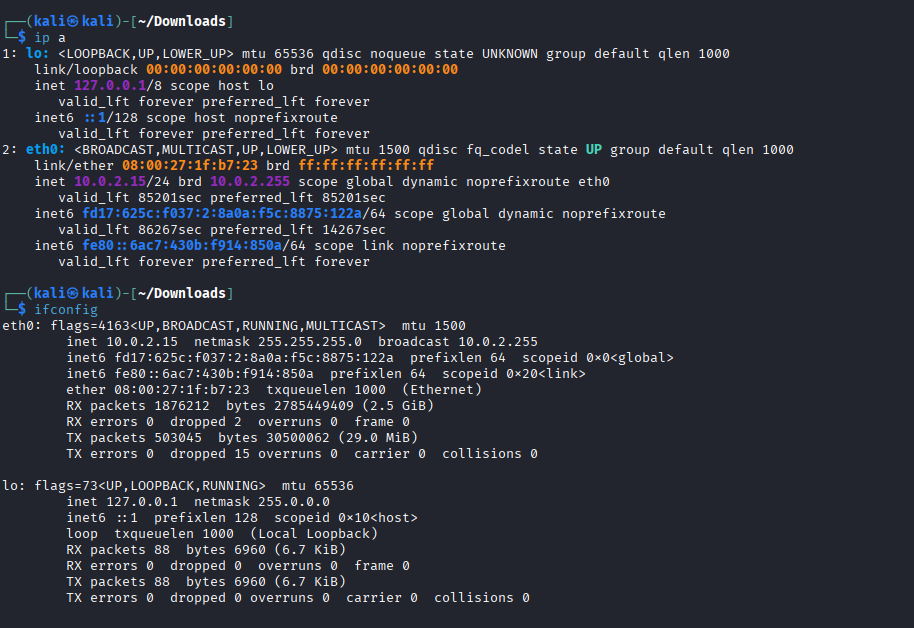 ┌──(kali㉿kali)-[~/Downloads]
└─$ ip a
1: lo: <LOOPBACK,UP,LOWER_UP> mtu 65536 qdisc noqueue state UNKNOWN group default qlen 1000
    link/loopback 00:00:00:00:00:00 brd 00:00:00:00:00:00
    inet 127.0.0.1/8 scope host lo
       valid_lft forever preferred_lft forever
    inet6 ::1/128 scope host noprefixroute
       valid_lft forever preferred_lft forever
2: eth0: <BROADCAST,MULTICAST,UP,LOWER_UP> mtu 1500 qdisc fq_codel state UP group default qlen 1000
    link/ether 08:00:27:1f:b7:23 brd ff:ff:ff:ff:ff:ff
    inet 10.0.2.15/24 brd 10.0.2.255 scope global dynamic noprefixroute eth0
       valid_lft 85201sec preferred_lft 85201sec
    inet6 fd17:625c:f037:2:8a0a:f5c:8875:122a/64 scope global dynamic noprefixroute
       valid_lft 86267sec preferred_lft 14267sec
    inet6 fe80::6ac7:430b:f914:850a/64 scope link noprefixroute
       valid_lft forever preferred_lft forever

┌──(kali㉿kali)-[~/Downloads]
└─$ ifconfig
eth0: flags=4163<UP,BROADCAST,RUNNING,MULTICAST>  mtu 1500
        inet 10.0.2.15  netmask 255.255.255.0  broadcast 10.0.2.255
        inet6 fd17:625c:f037:2:8a0a:f5c:8875:122a  prefixlen 64  scopeid 0x0<global>
        inet6 fe80::6ac7:430b:f914:850a  prefixlen 64  scopeid 0x20<link>
        ether 08:00:27:1f:b7:23  txqueuelen 1000  (Ethernet)
        RX packets 1876212  bytes 2785449409 (2.5 GiB)
        RX errors 0  dropped 2  overruns 0  frame 0
        TX packets 503045  bytes 30500062 (29.0 MiB)
        TX errors 0  dropped 15 overruns 0  carrier 0  collisions 0

lo: flags=73<UP,LOOPBACK,RUNNING>  mtu 65536
        inet 127.0.0.1  netmask 255.0.0.0
        inet6 ::1  prefixlen 128  scopeid 0x10<host>
        loop  txqueuelen 1000  (Local Loopback)
        RX packets 88  bytes 6960 (6.7 KiB)
        RX errors 0  dropped 0  overruns 0  frame 0
        TX packets 88  bytes 6960 (6.7 KiB)
        TX errors 0  dropped 0 overruns 0  carrier 0  collisions 0